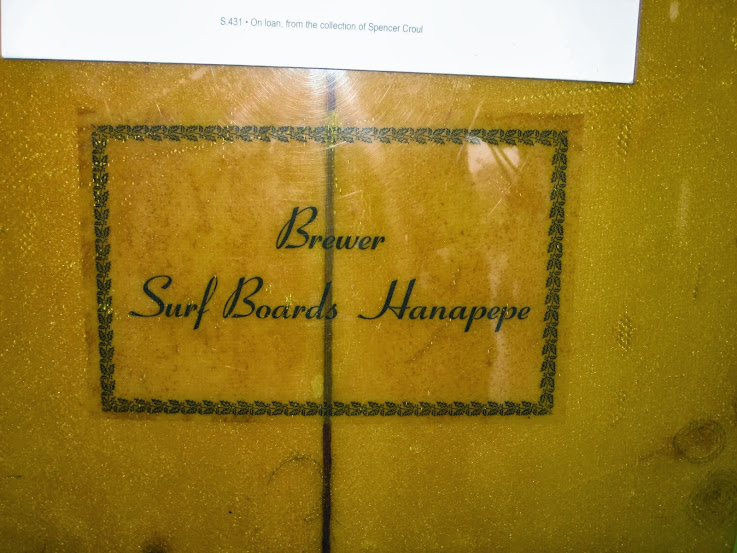 S.431 • On loan, from the collection of Spencer Croul
Brewer
Surf Boards Hanapepe